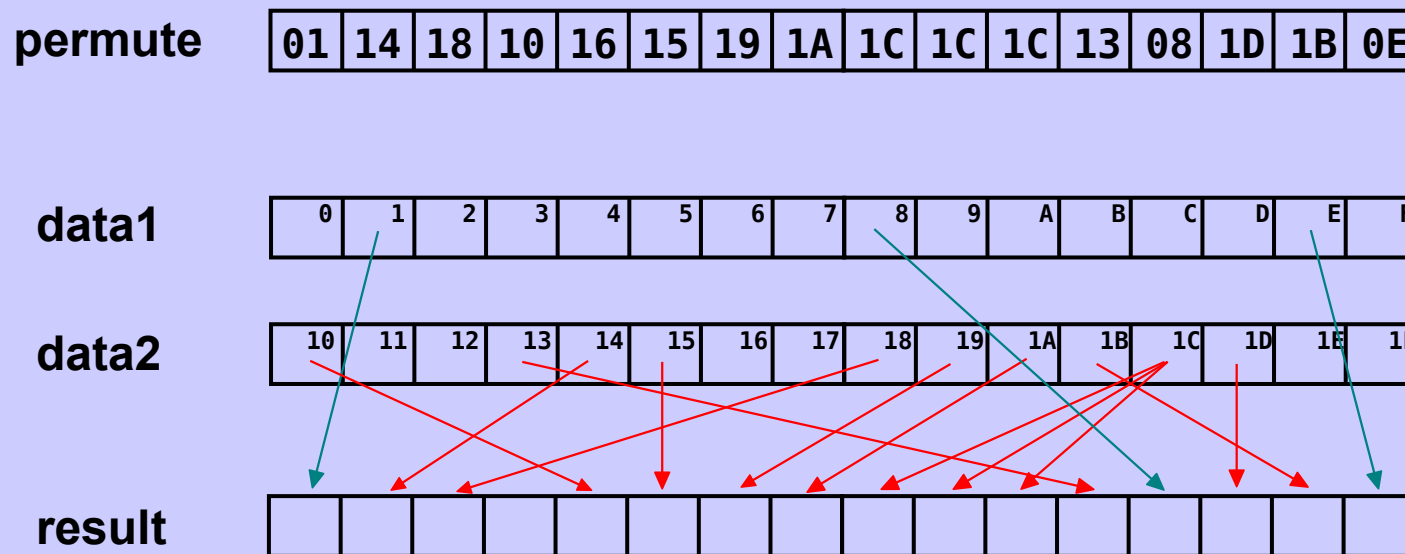 permute 01 14 18 10 16 15 19 1A 1C 1C 1C 13 08 1D 1B 0E
data1 0 1 2 3 4 5 6 7 8 9 A B C D E
data2 10 11 12 13 14 15 16 17 18 19 1A 1B 1C 1D 1E
result